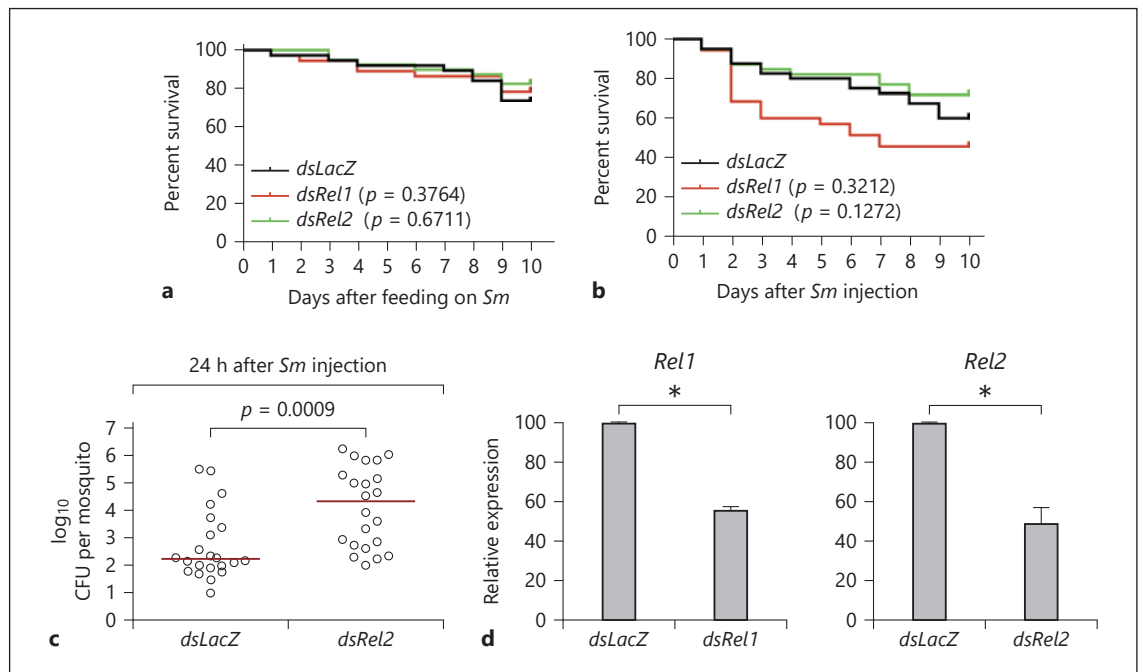 100
80
60
40
20
0
Percent survival
dsLacZ
dsRel1 (p = 0.3764)
dsRel2 (p = 0.6711)
0 1 2 3 4 5 6 7 8 9 10
a
Days after feeding on Sm
100
80
60
40
20
0
Percent survival
dsLacZ
dsRel1 (p = 0.3212)
dsRel2 (p = 0.1272)
0 1 2 3 4 5 6 7 8 9 10
b
Days after Sm injection
24 h after Sm injection
p = 0.0009
7
6
5
4
3
2
1
0
log10
CFU per mosquito
c
dsLacZ dsRel2
Rel1
*
100
80
60
40
20
0
Relative expression
d
dsLacZ dsRel1
Rel2
*
100
80
60
40
20
0
dsLacZ dsRel2